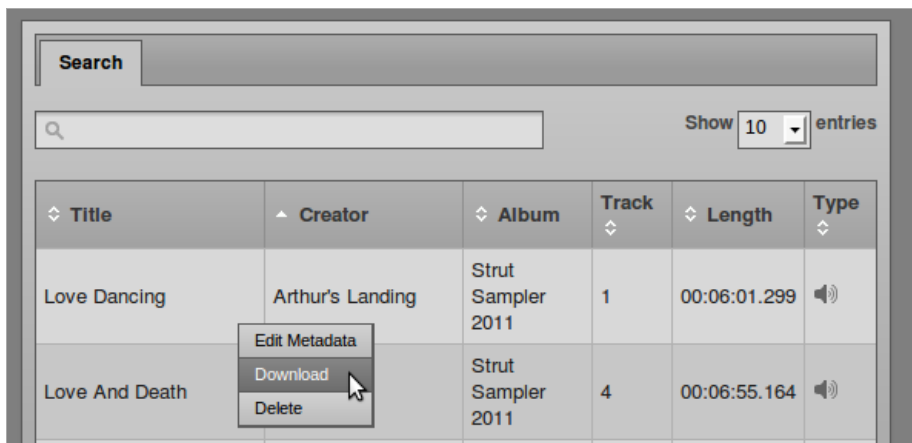 Search
Show 10 entries
Title Creator Album Track Length Type
Love Dancing Arthur's Landing Strut Sampler 2011 1 00:06:01.299
Edit Metadata
Download
Delete
Love And Death Strut Sampler 2011 4 00:06:55.164